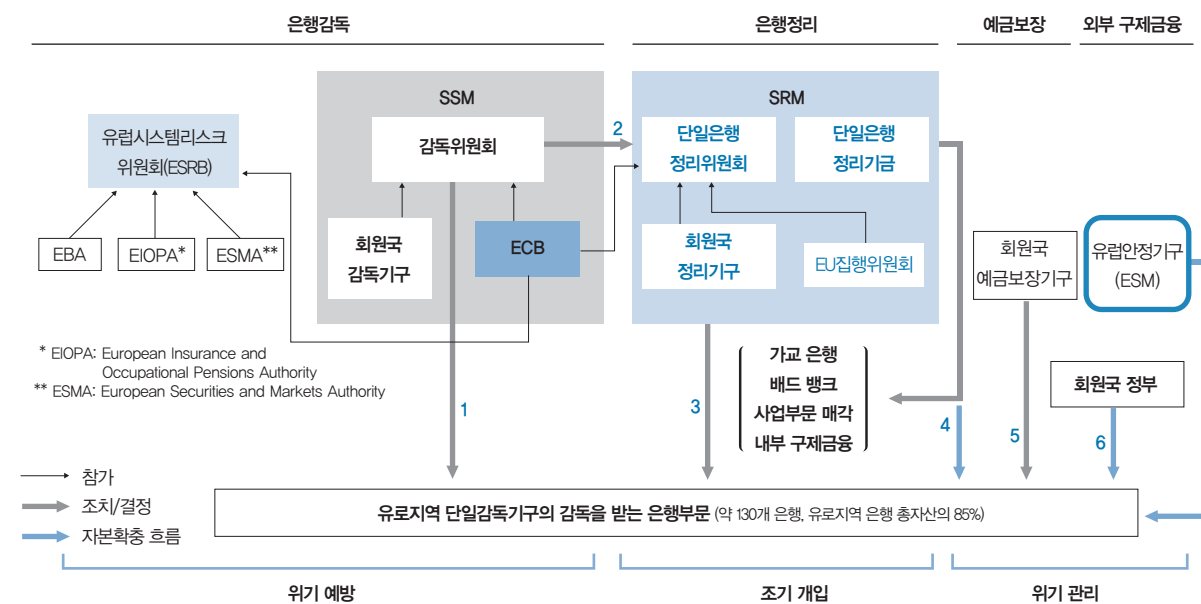 은행감독
은행정리
예금보장
외부 구제금융
SSM
SRM
유럽시스템리스크
위원회(ESRB)
감독위원회
2
단일은행
정리위원회
단일은행
정리기금
EBA
EIOPA*
ESMA**
회원국
감독기구
ECB
회원국
정리기구
EU집행위원회
회원국
예금보장기구
유럽안정기구
(ESM)
* EIOPA: European Insurance and
Occupational Pensions Authority
** ESMA: European Securities and Markets Authority
1
3
가교 은행
배드 뱅크
사업부문 매각
내부 구제금융
4
5
회원국 정부
6
참가
조치/결정
자본확충 흐름
유로지역 단일감독기구의 감독을 받는 은행부문 (약 130개 은행, 유로지역 은행 총자산의 85%)
위기 예방
조기 개입
위기 관리